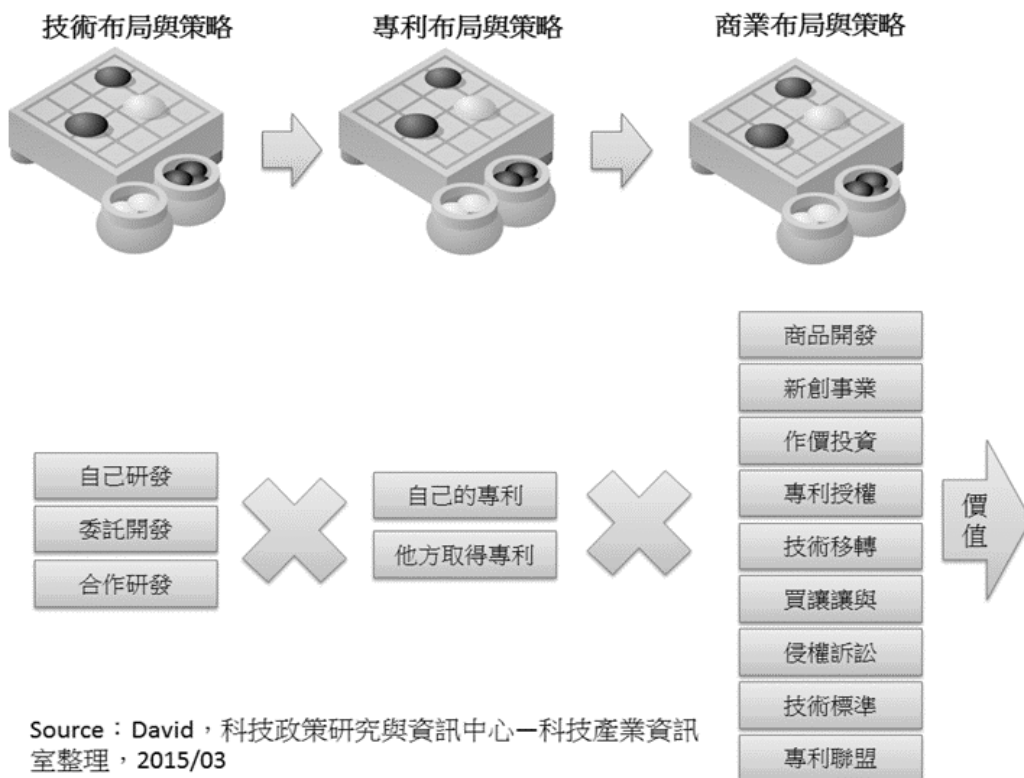 技術布局與策略
專利布局與策略
商業布局與策略
自己研發
委託開發
合作研發
自己的專利
他方取得專利
商品開發
新創事業
作價投資
專利授權
技術移轉
買讓讓與
侵權訴訟
技術標準
專利聯盟
價
值
Source：David，科技政策研究與資訊中心—科技產業資訊
室整理，2015/03